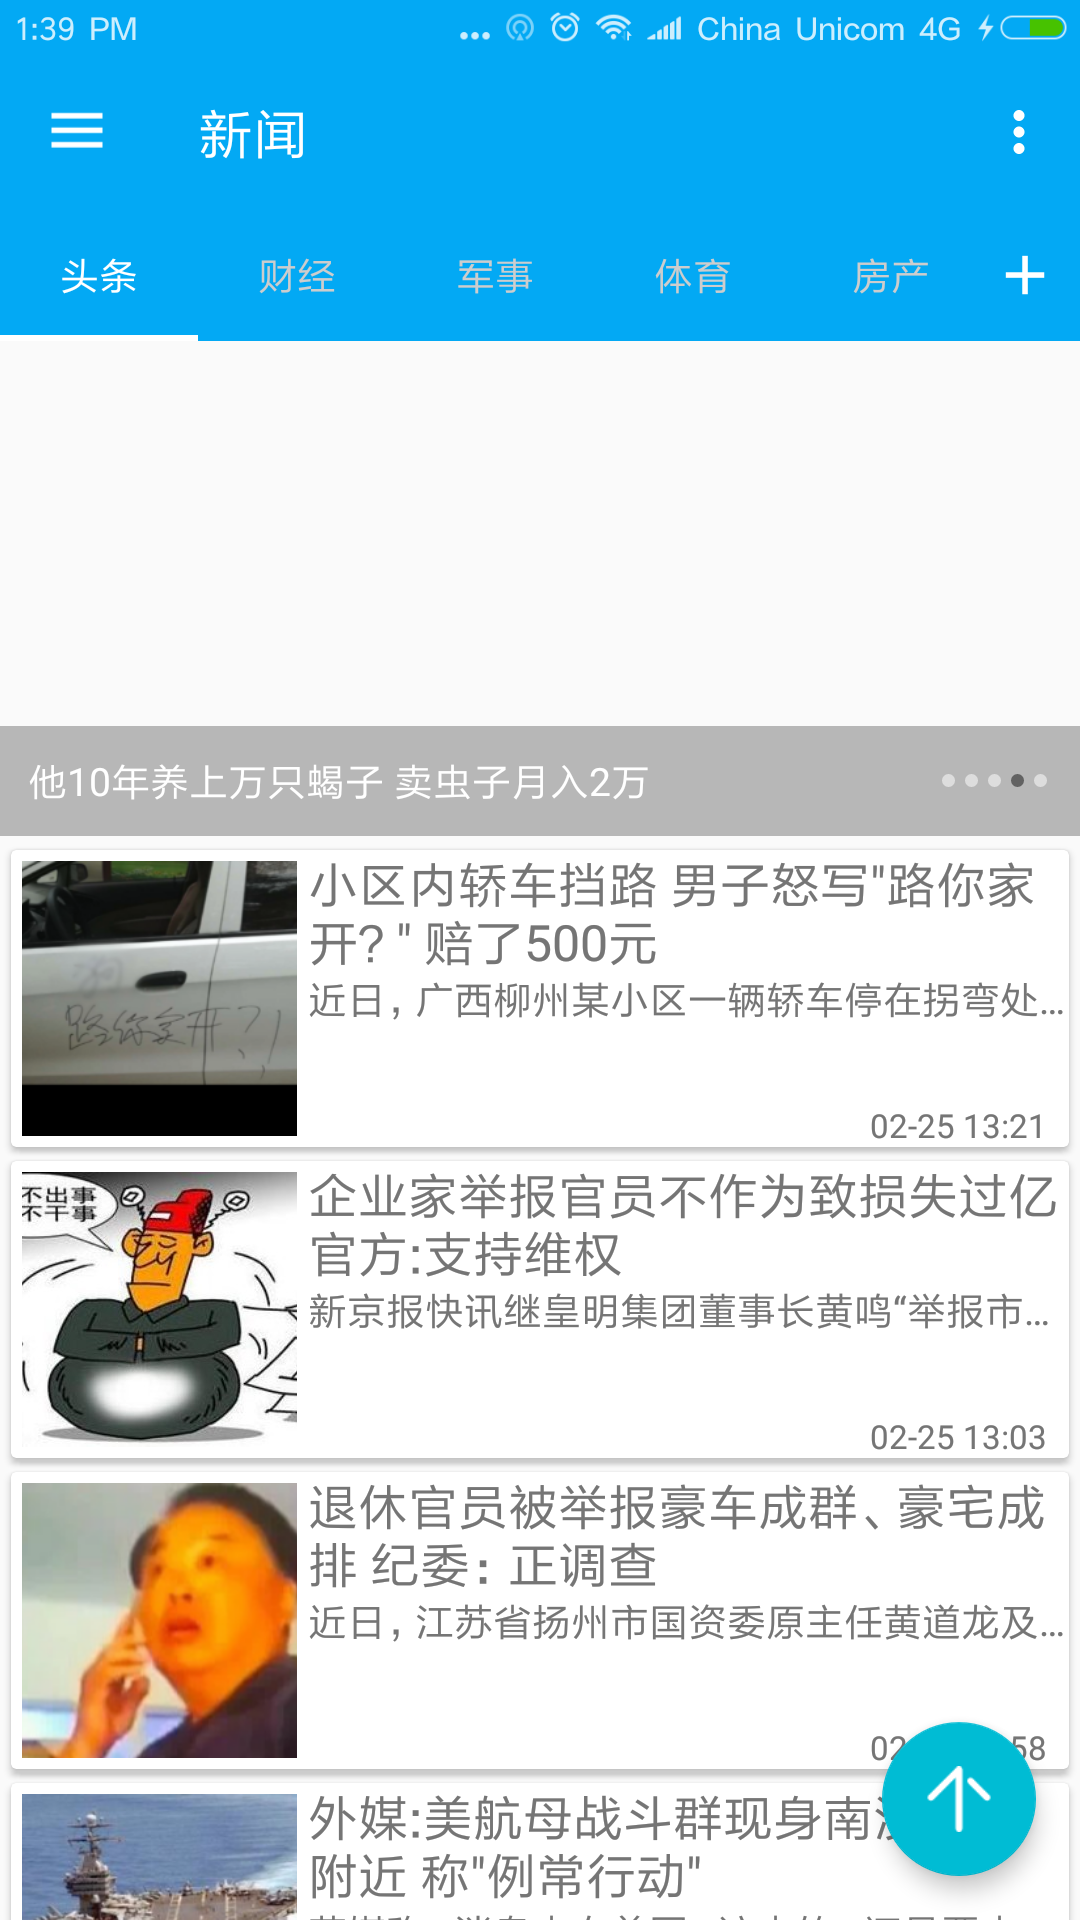 1:39 PM
China Unicom 4G
新闻
头条 财经 军事 体育 房产
他10年养上万只蝎子 卖虫子月入2万
小区内轿车挡路 男子怒写"路你家
开？" 赔了500元
近日，广西柳州某小区一辆轿车停在拐弯处...
路你家开?!
02-25 13:21
不出事
不干事
企业家举报官员不作为致损失过亿
官方:支持维权
新京报快讯继皇明集团董事长黄鸣“举报市...
02-25 13:03
退休官员被举报豪车成群、豪宅成
排 纪委：正调查
近日，江苏省扬州市国资委原主任黄道龙及...
02 58
外媒:美航母战斗群现身南
附近 称"例常行动"